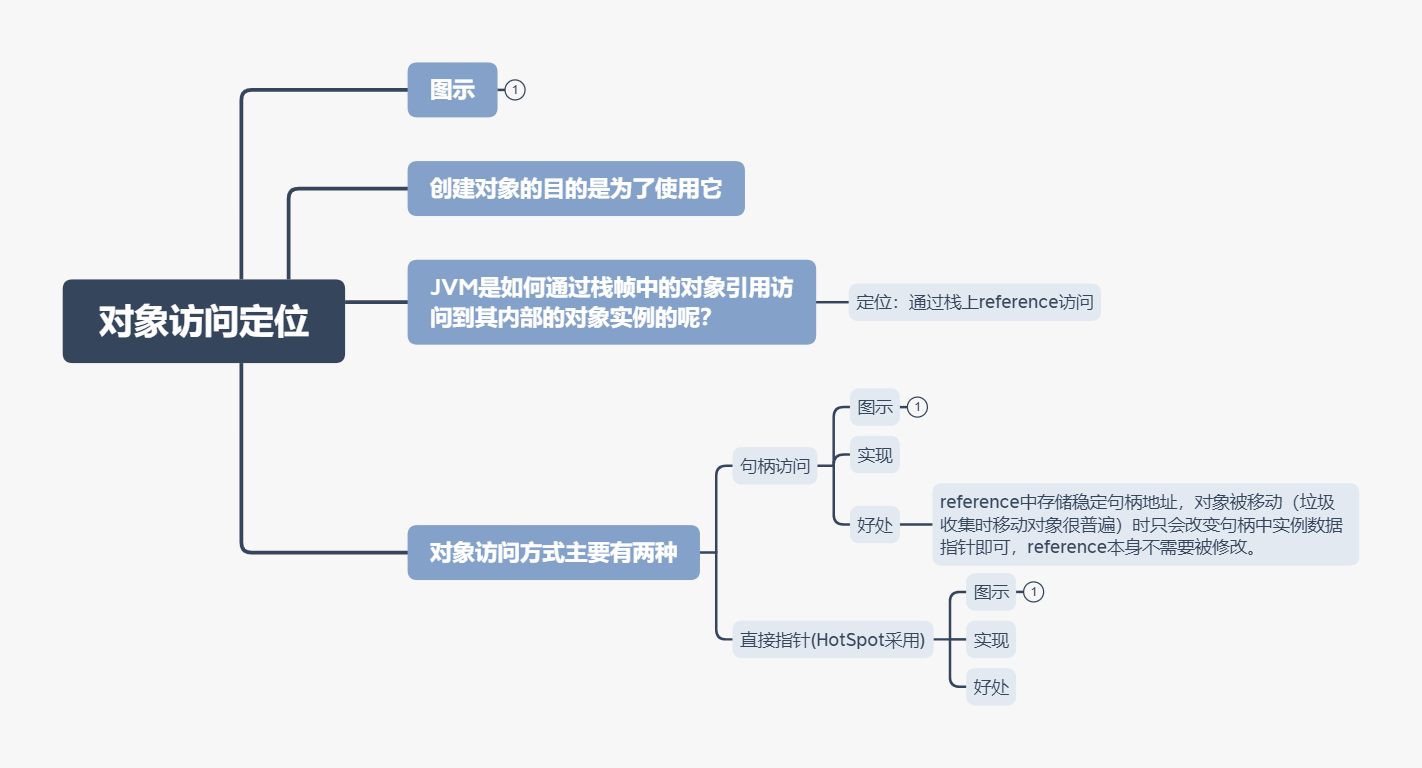 图示
1
创建对象的目的是为了使用它
JVM是如何通过栈帧中的对象引用访
问到其内部的对象实例的呢？
定位：通过栈上reference访问
对象访问定位
对象访问方式主要有两种
句柄访问
图示
1
实现
好处
reference中存储稳定句柄地址，对象被移动（垃圾
收集时移动对象很普遍）时只会改变句柄中实例数据
指针即可，reference本身不需要被修改。
直接指针(HotSpot采用)
图示
1
实现
好处